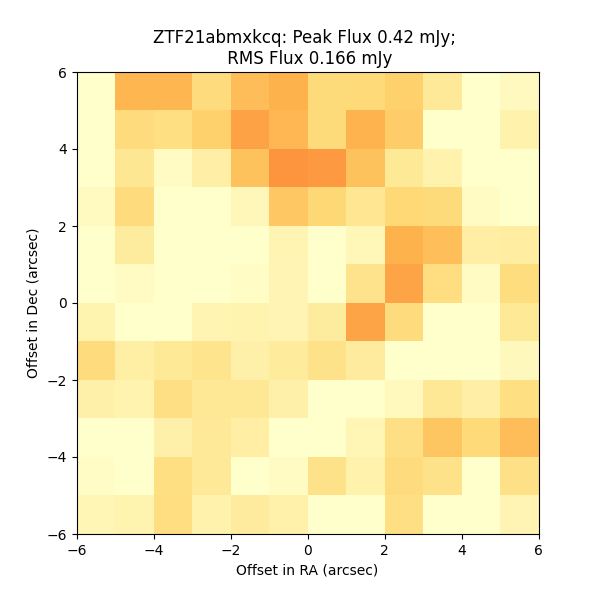 ZTF21abmxkcq: Peak Flux 0.42 mJy;
RMS Flux 0.166 mJy
6
4
2
0
−2
−4
−6
Offset in Dec (arcsec)
−6 −4 −2 0 2 4 6
Offset in RA (arcsec)